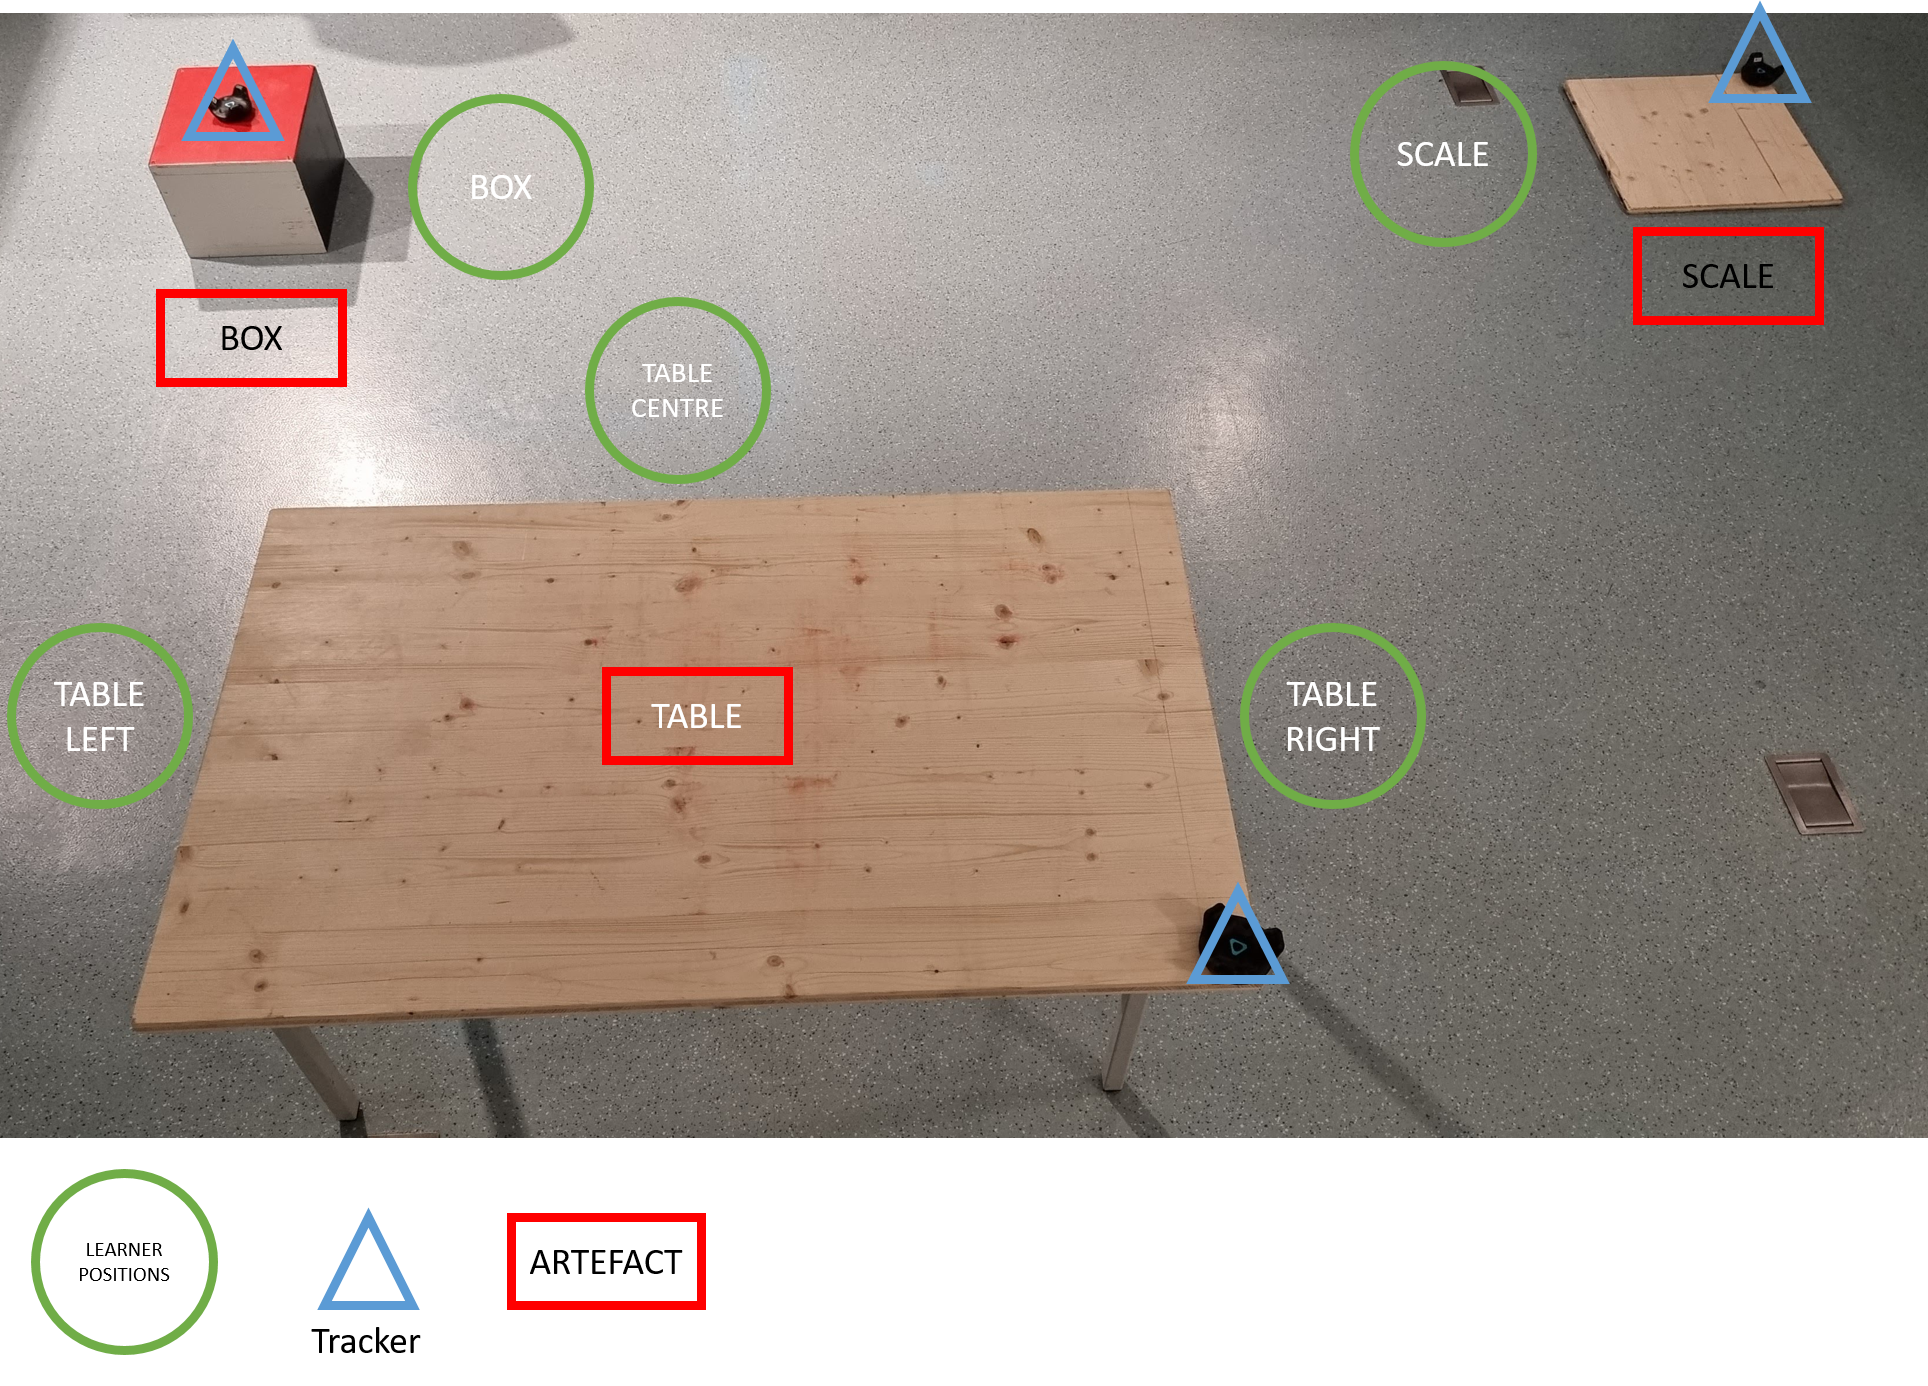 BOX
SCALE
SCALE
BOX
TABLE
CENTRE
TABLE
LEFT
TABLE
TABLE
RIGHT
LEARNER
POSITIONS
Tracker
ARTEFACT